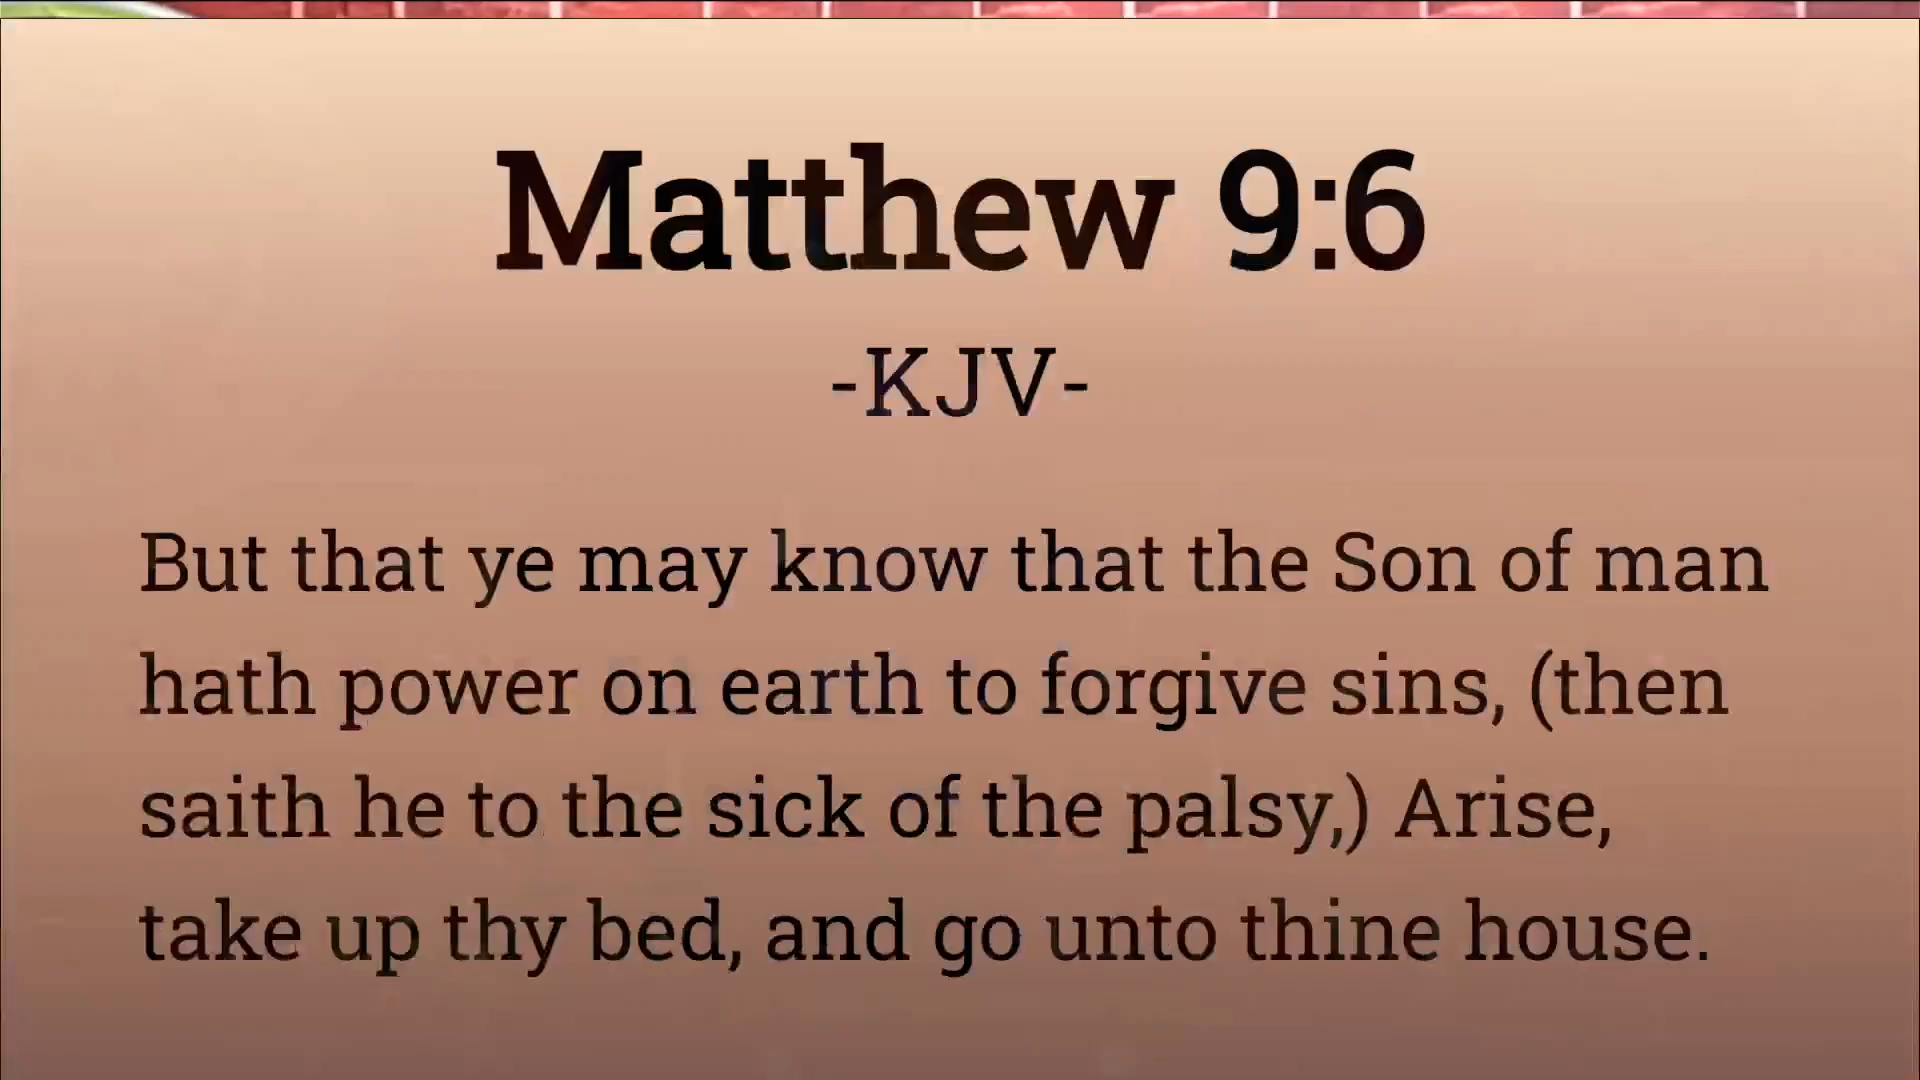 Matthew 9:6
-KJV-
But that ye may know that the Son of man
hath power on earth to forgive sins, (then
saith he to the sick of the palsy,) Arise,
take up thy bed, and go unto thine house.